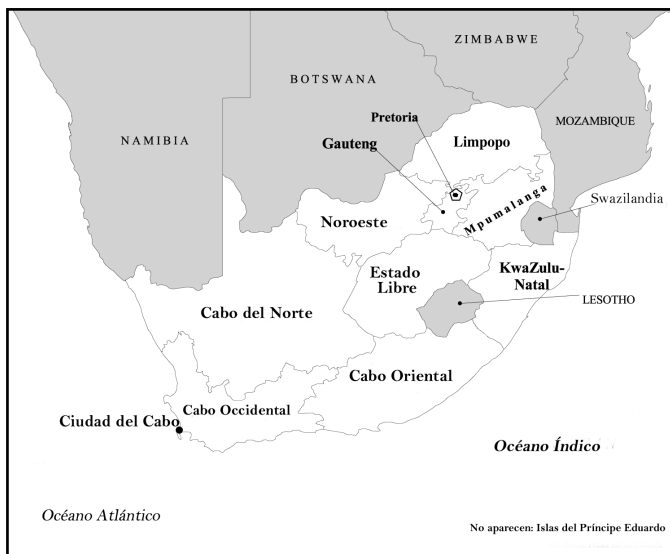 ZIMBABWE
BOTSWANA
Pretoria
MOZAMBIQUE
NAMIBIA
Gauteng
Limpopo
Swazilandia
Mpumalanga
Noroeste
Estado
Libre
KwaZulu-
Natal
LESOTHO
Cabo del Norte
Cabo Oriental
Cabo Occidental
Ciudad del Cabo
Océano Índico
Océano Atlántico
No aparecen: Islas del Príncipe Eduardo